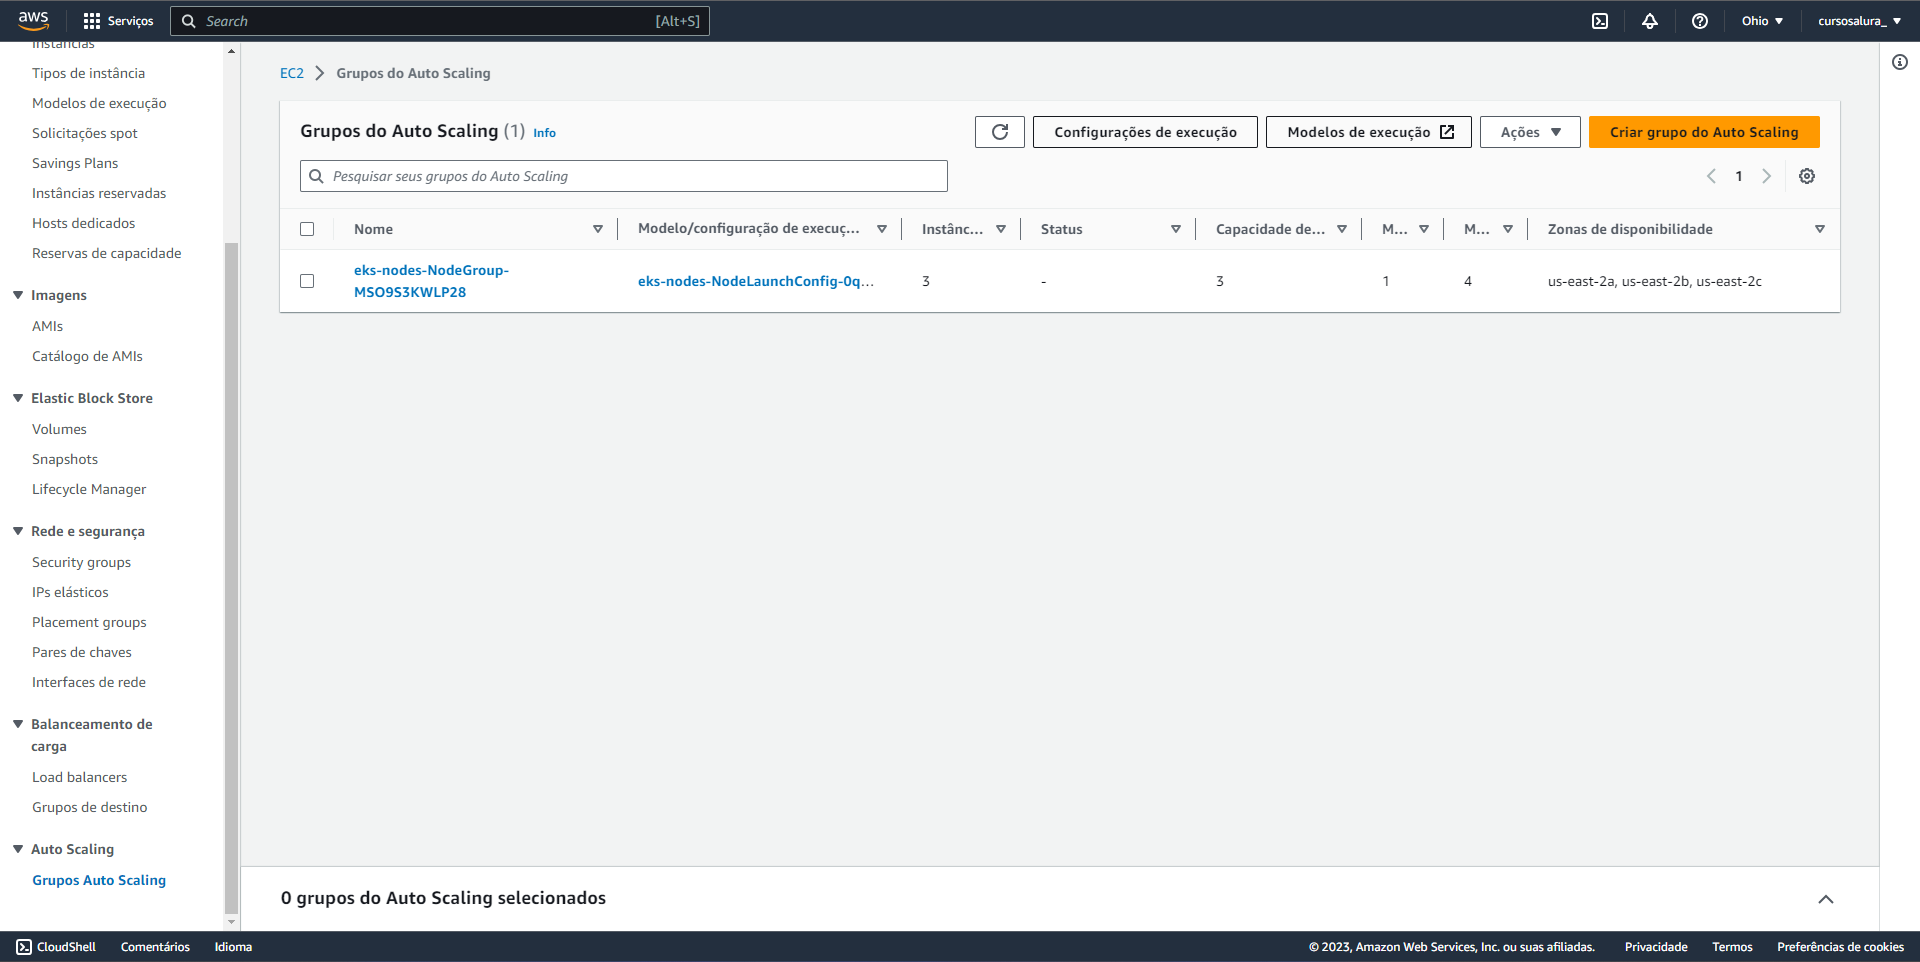 aws
Serviços
Search
[Alt+S]
Ohio
cursosalura_
Instâncias
Tipos de instância
Modelos de execução
Solicitações spot
Savings Plans
Instâncias reservadas
Hosts dedicados
Reservas de capacidade
Imagens
AMIs
Catálogo de AMIs
Elastic Block Store
Volumes
Snapshots
Lifecycle Manager
Rede e segurança
Security groups
IPs elásticos
Placement groups
Pares de chaves
Interfaces de rede
Balanceamento de
carga
Load balancers
Grupos de destino
Auto Scaling
Grupos Auto Scaling
EC2 Grupos do Auto Scaling
Grupos do Auto Scaling (1) Info
Configurações de execução
Modelos de execução
Ações
Criar grupo do Auto Scaling
Pesquisar seus grupos do Auto Scaling
1
Nome
Modelo/configuração de execuç...
Instânc...
Status
Capacidade de...
M...
M...
Zonas de disponibilidade
eks-nodes-NodeGroup-
MSO9S3KWLP28
eks-nodes-NodeLaunchConfig-0q...
3
-
3
1
4
us-east-2a, us-east-2b, us-east-2c
0 grupos do Auto Scaling selecionados
CloudShell
Comentários
Idioma
© 2023, Amazon Web Services, Inc. ou suas afiliadas.
Privacidade
Termos
Preferências de cookies